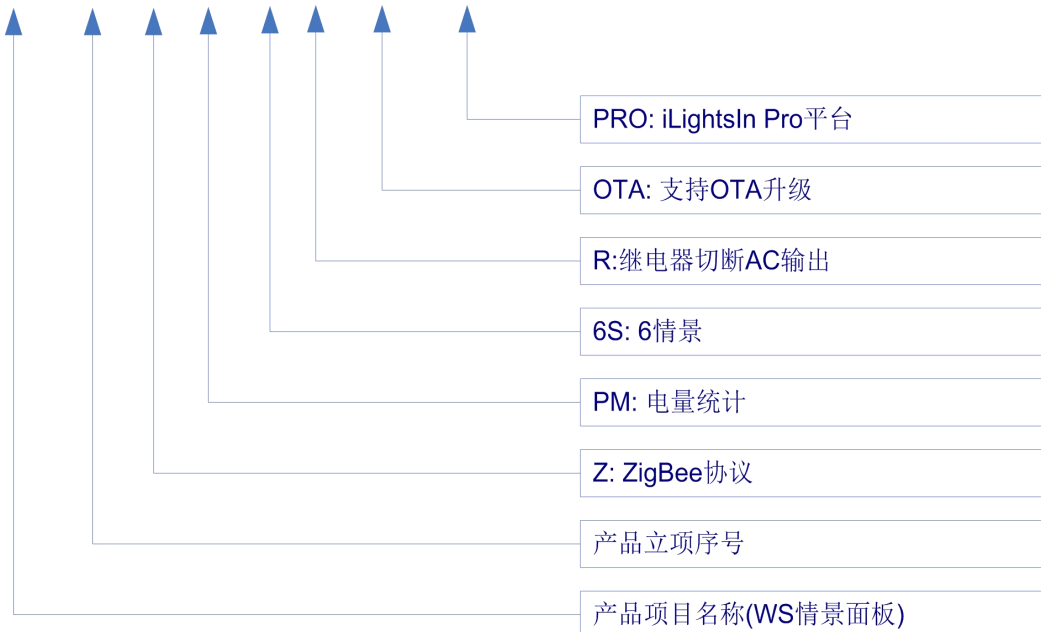 PRO: iLightsIn Pro平台
OTA: 支持OTA升级
R:继电器切断AC输出
6S: 6情景
PM: 电量统计
Z: ZigBee协议
产品立项序号
产品项目名称(WS情景面板)